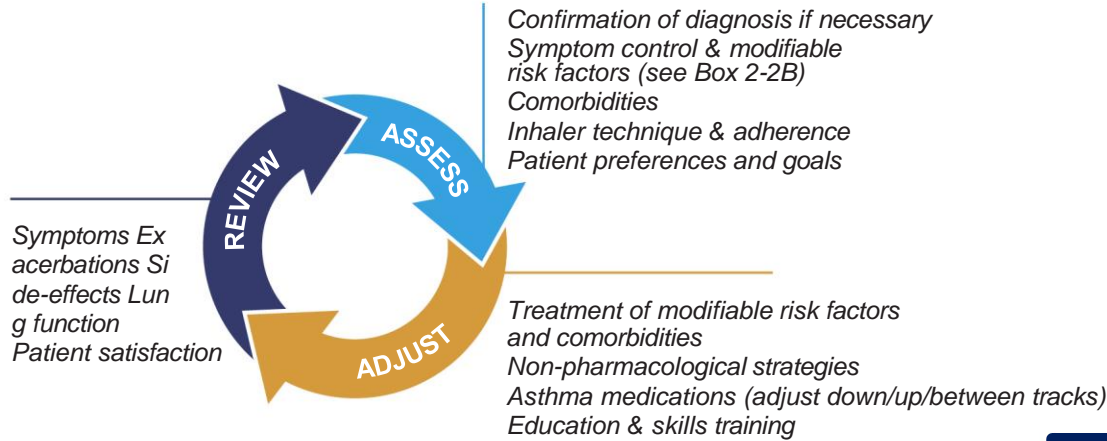 Confirmation of diagnosis if necessary
Symptom control & modifiable
risk factors (see Box 2-2B)
Comorbidities
Inhaler technique & adherence
Patient preferences and goals
ASSESS
REVIEW
Symptoms Ex
acerbations Si
de-effects Lun
g function
Patient satisfaction
ADJUST
Treatment of modifiable risk factors
and comorbidities
Non-pharmacological strategies
Asthma medications (adjust down/up/between tracks)
Education & skills training